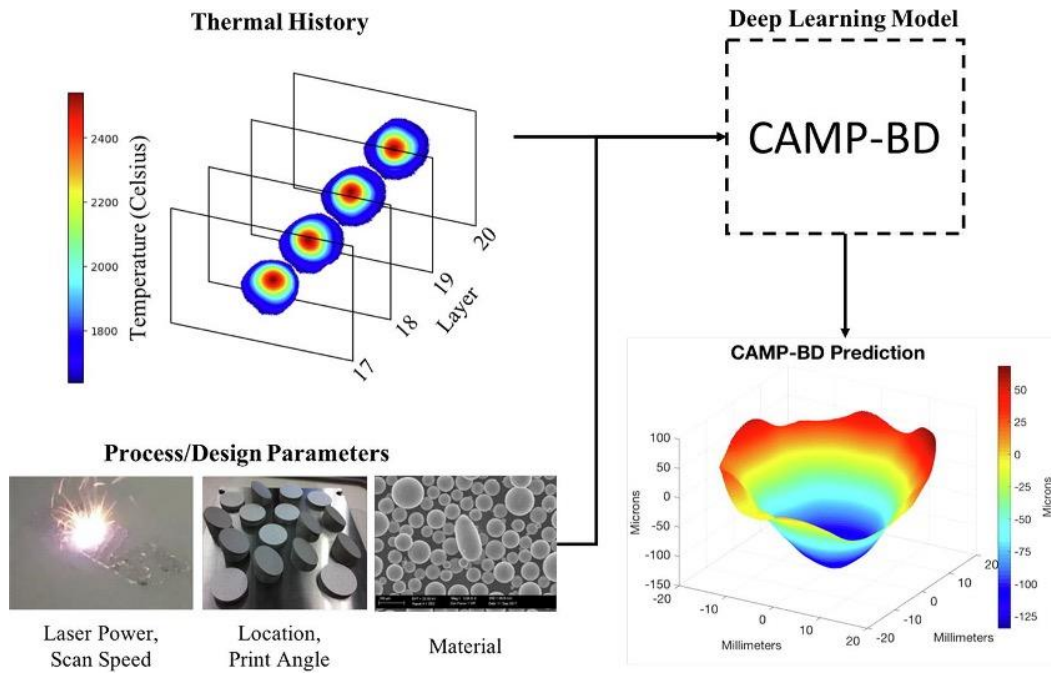 Thermal History
Deep Learning Model
2400
2200
2000
1800
Temperature (Celsius)
17
18
19
20
Layer
CAMP-BD
Process/Design Parameters
Laser Power,
Scan Speed
Location,
Print Angle
Material
CAMP-BD Prediction
100
50
0
-50
-100
-150
Microns
-20
-10
0
10
20
Millimeters
-20
-10
0
10
20
Millimeters
50
25
0
-25
-50
-75
-100
-125
Microns